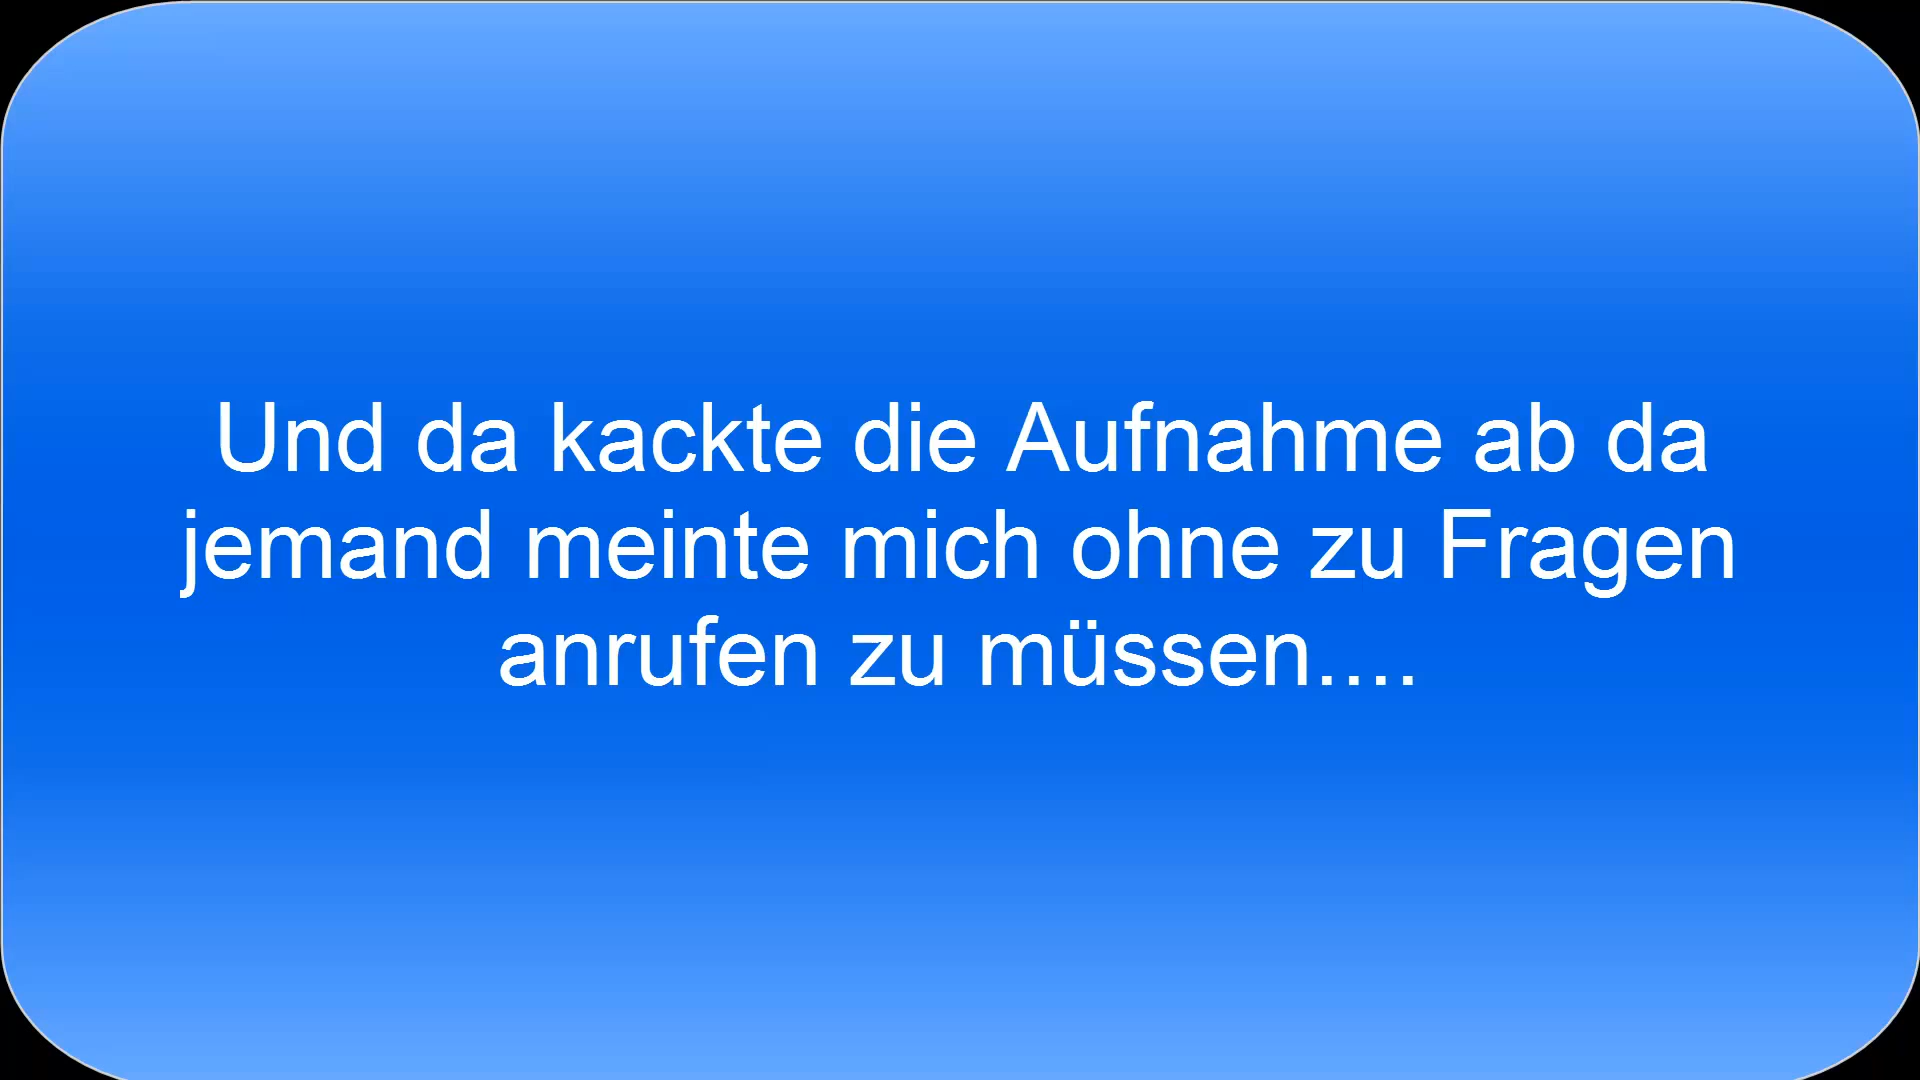 Und da kackte die Aufnahme ab da
jemand meinte mich ohne zu Fragen
anrufen zu müssen....